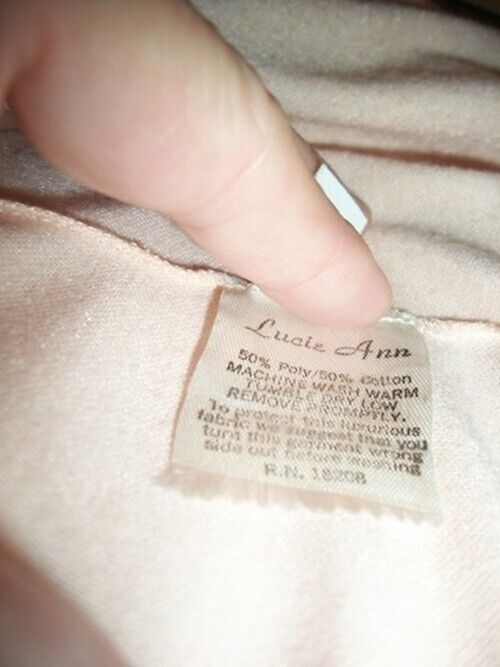 Lucie Ann
50% Poly/50% Cotton
MACHINE WASH WARM
TUMBLE DRY LOW
REMOVE PROMPTLY.
To protect this luxurious
fabric we suggest that you
turn this garment wrong
side out before washing
R.N. 18208